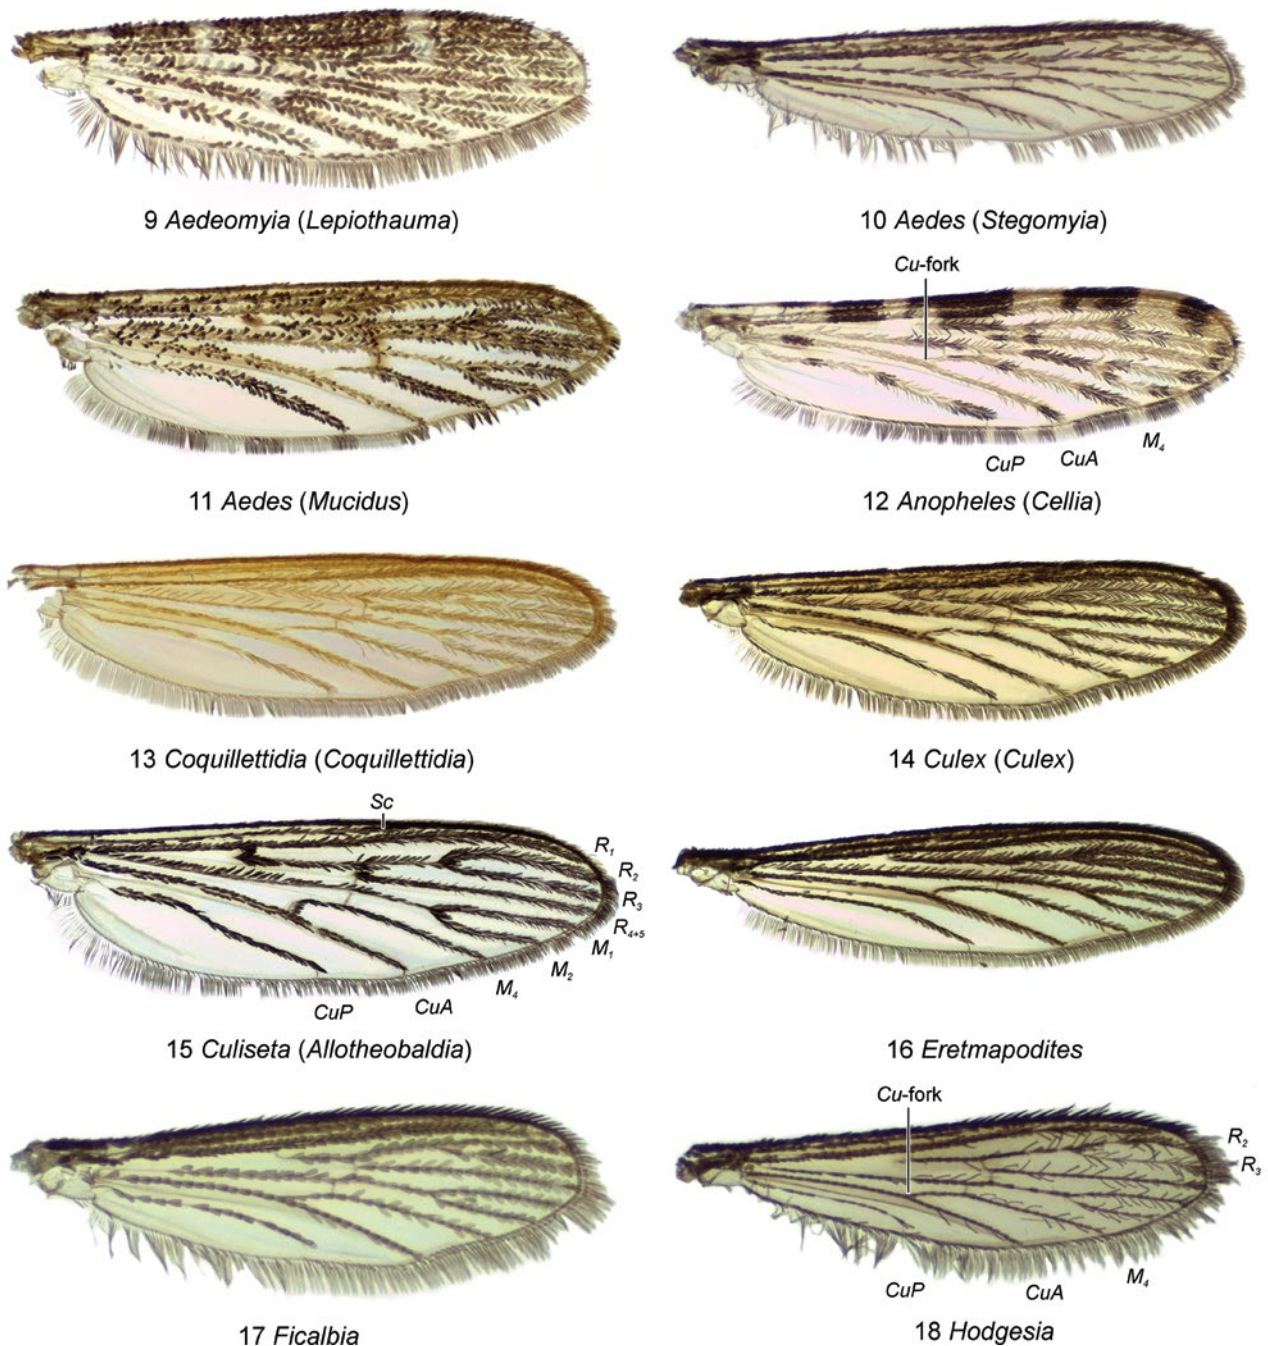 9 Aedeomyia (Lepiothauma)
10 Aedes (Stegomyia)
Cu-fork
CuP
CuA
M4
11 Aedes (Mucidus)
12 Anopheles (Cellia)
13 Coquillettidia (Coquillettidia)
14 Culex (Culex)
Sc
R1
R2
R3
R4+5
M1
M2
M4
CuA
CuP
15 Culiseta (Allotheobaldia)
16 Eretmapodites
Cu-fork
R2
R3
M4
CuP
CuA
17 Ficalbia
18 Hodgesia